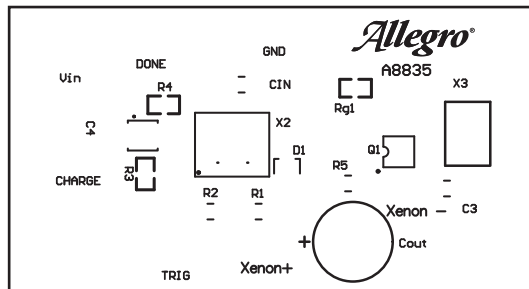 Allegro®
A8835
GND
DONE
Vin
R4
CIN
X3
Rg1
C4
X2
D1
Q1
R3
R5
CHARGE
R2
R1
Xenon —
C3
+
Cout
Xenon+
TRIG